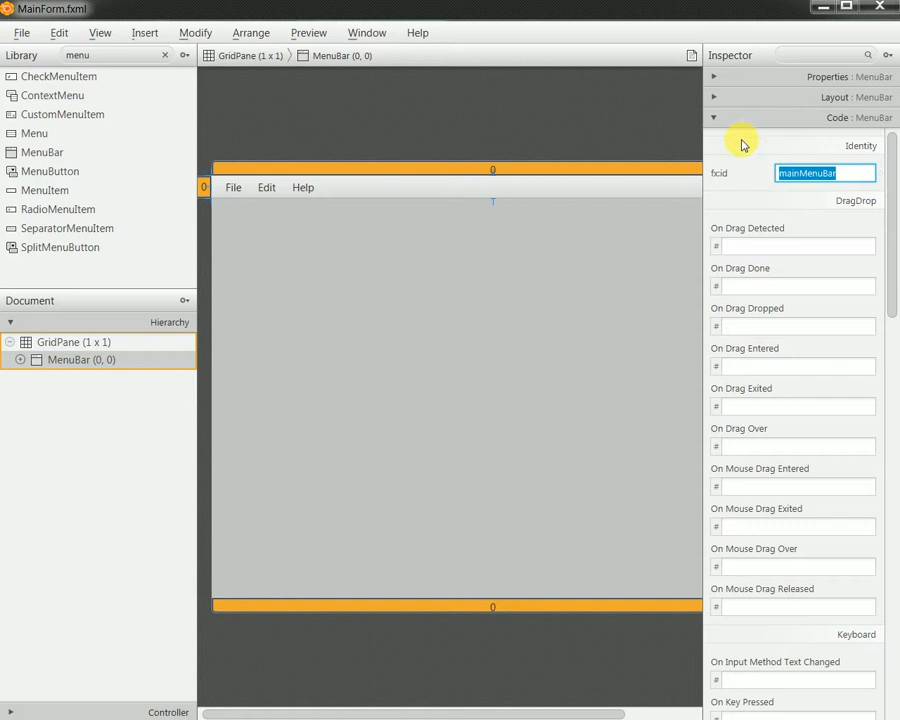 MainForm.fxml
File Edit View Insert Modify Arrange Preview Window Help
Library menu
GridPane (1 x 1) MenuBar (0, 0)
Inspector
CheckMenuItem
ContextMenu
CustomMenuItem
Menu
MenuBar
MenuButton
MenuItem
RadioMenuItem
SeparatorMenuItem
SplitMenuButton
Document
Hierarchy
GridPane (1 x 1)
MenuBar (0, 0)
Controller
0
0
File Edit Help
0
Properties : MenuBar
Layout : MenuBar
Code : MenuBar
Identity
fx:id mainMenuBar
DragDrop
On Drag Detected
#
On Drag Done
#
On Drag Dropped
#
On Drag Entered
#
On Drag Exited
#
On Drag Over
#
On Mouse Drag Entered
#
On Mouse Drag Exited
#
On Mouse Drag Over
#
On Mouse Drag Released
#
Keyboard
On Input Method Text Changed
#
On Key Pressed
#